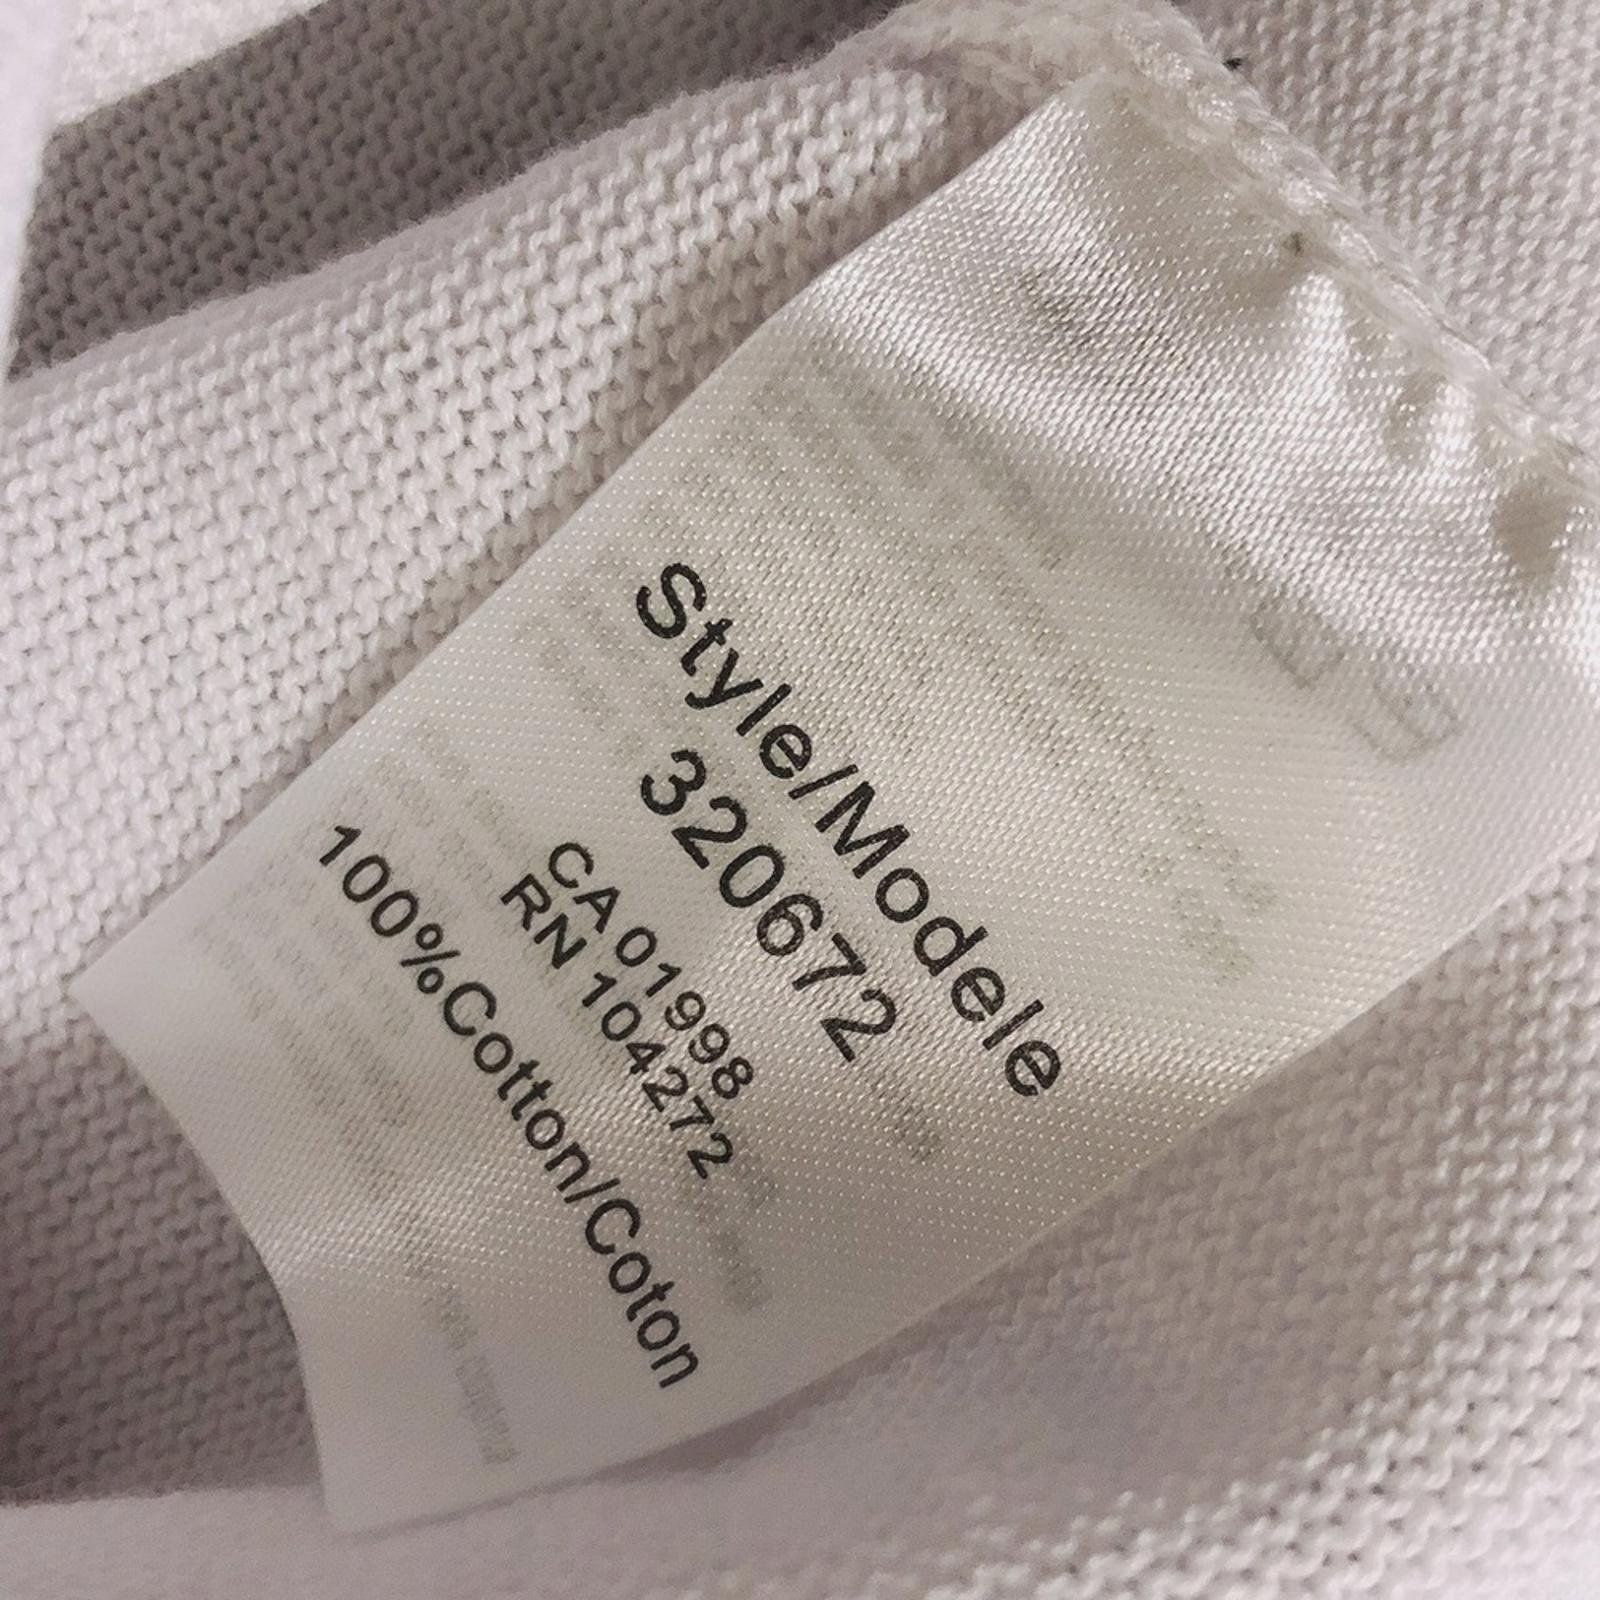 Style/Modele
320672
CA 01998
RN 104272
100%Cotton/Coton